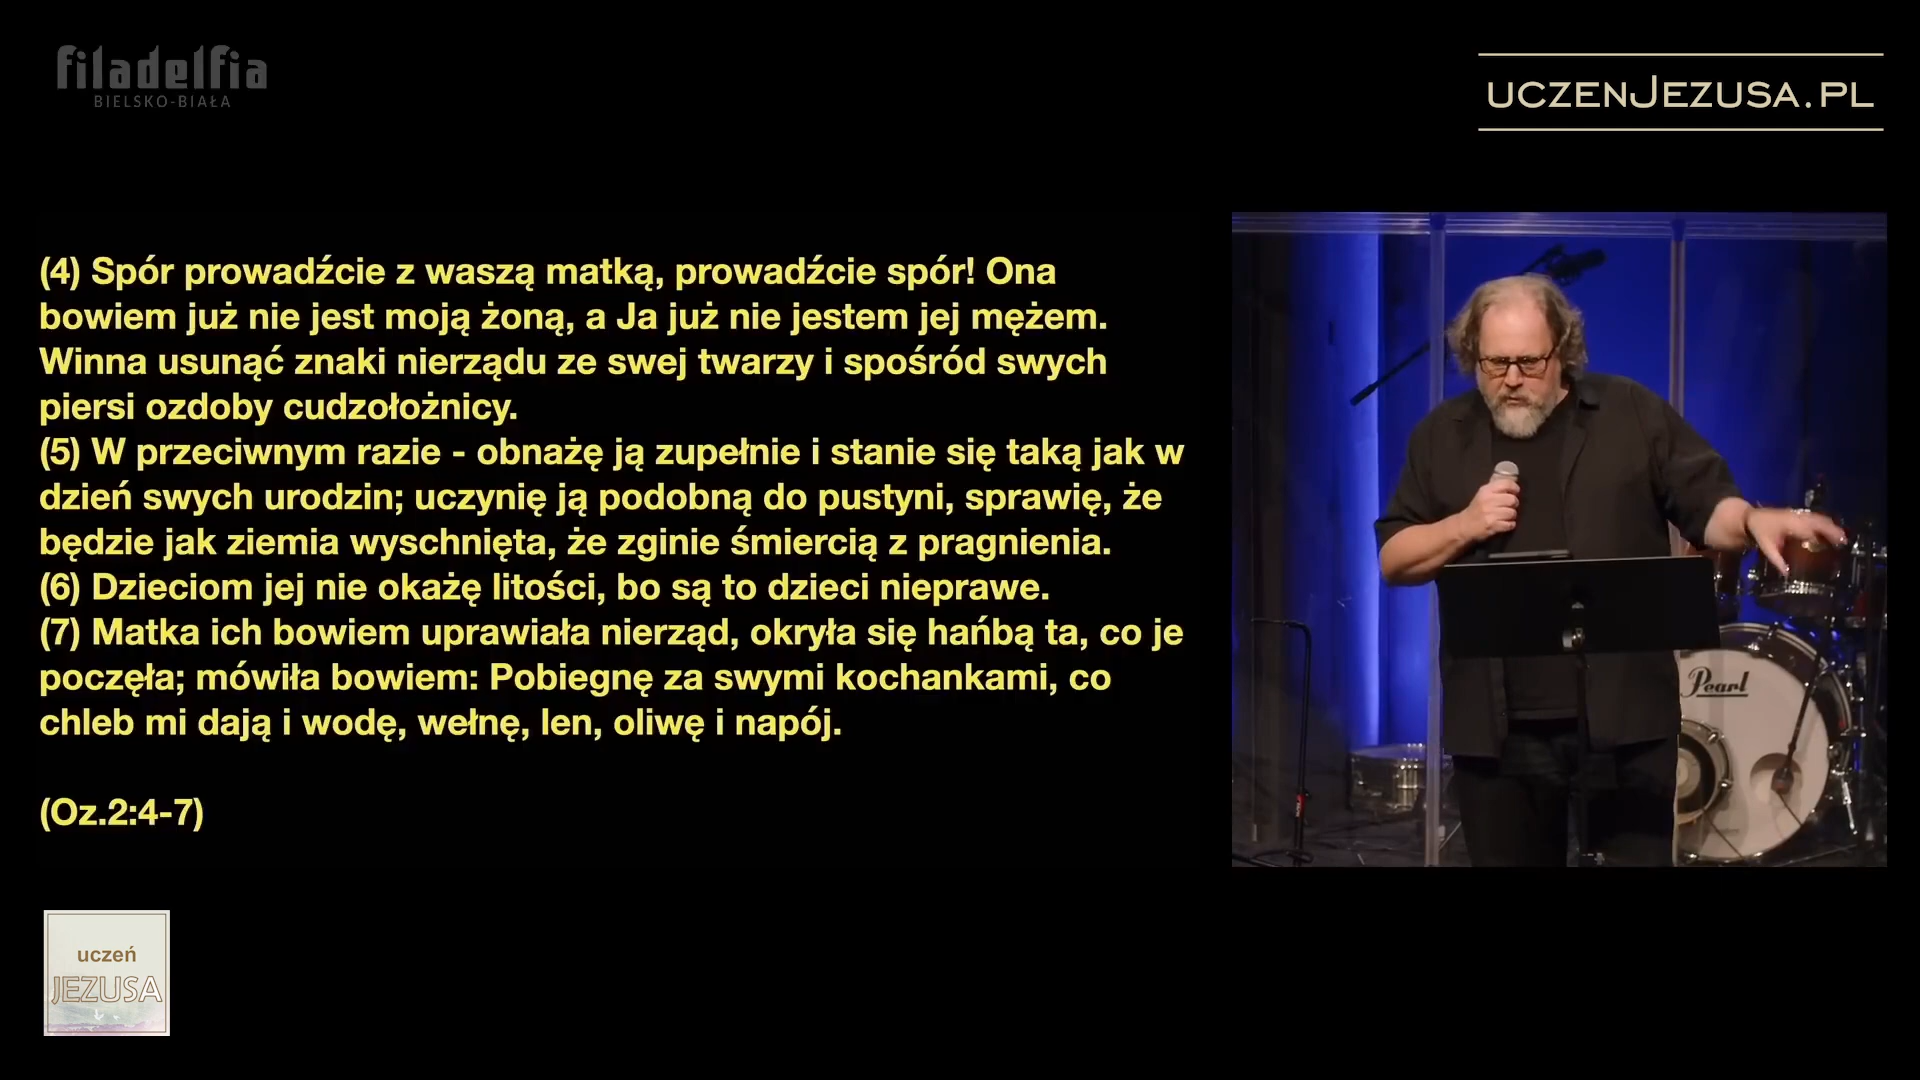 filadelfia
BIELSKO-BIAŁA
UCZENJEZUSA.PL
(4) Spór prowadźcie z waszą matką, prowadźcie spór! Ona
bowiem już nie jest moją żoną, a Ja już nie jestem jej mężem.
Winna usunąć znaki nierządu ze swej twarzy i spośród swych
piersi ozdoby cudzołożnicy.
(5) W przeciwnym razie - obnażę ją zupełnie i stanie się taką jak w
dzień swych urodzin; uczynię ją podobną do pustyni, sprawię, że
będzie jak ziemia wyschnięta, że zginie śmiercią z pragnienia.
(6) Dzieciom jej nie okażę litości, bo są to dzieci nieprawe.
(7) Matka ich bowiem uprawiała nierząd, okryła się hańbą ta, co je
poczęła; mówiła bowiem: Pobiegnę za swymi kochankami, co
chleb mi dają i wodę, wełnę, len, oliwę i napój.
(Oz.2:4-7)
Pearl
uczeń
JEZUSA